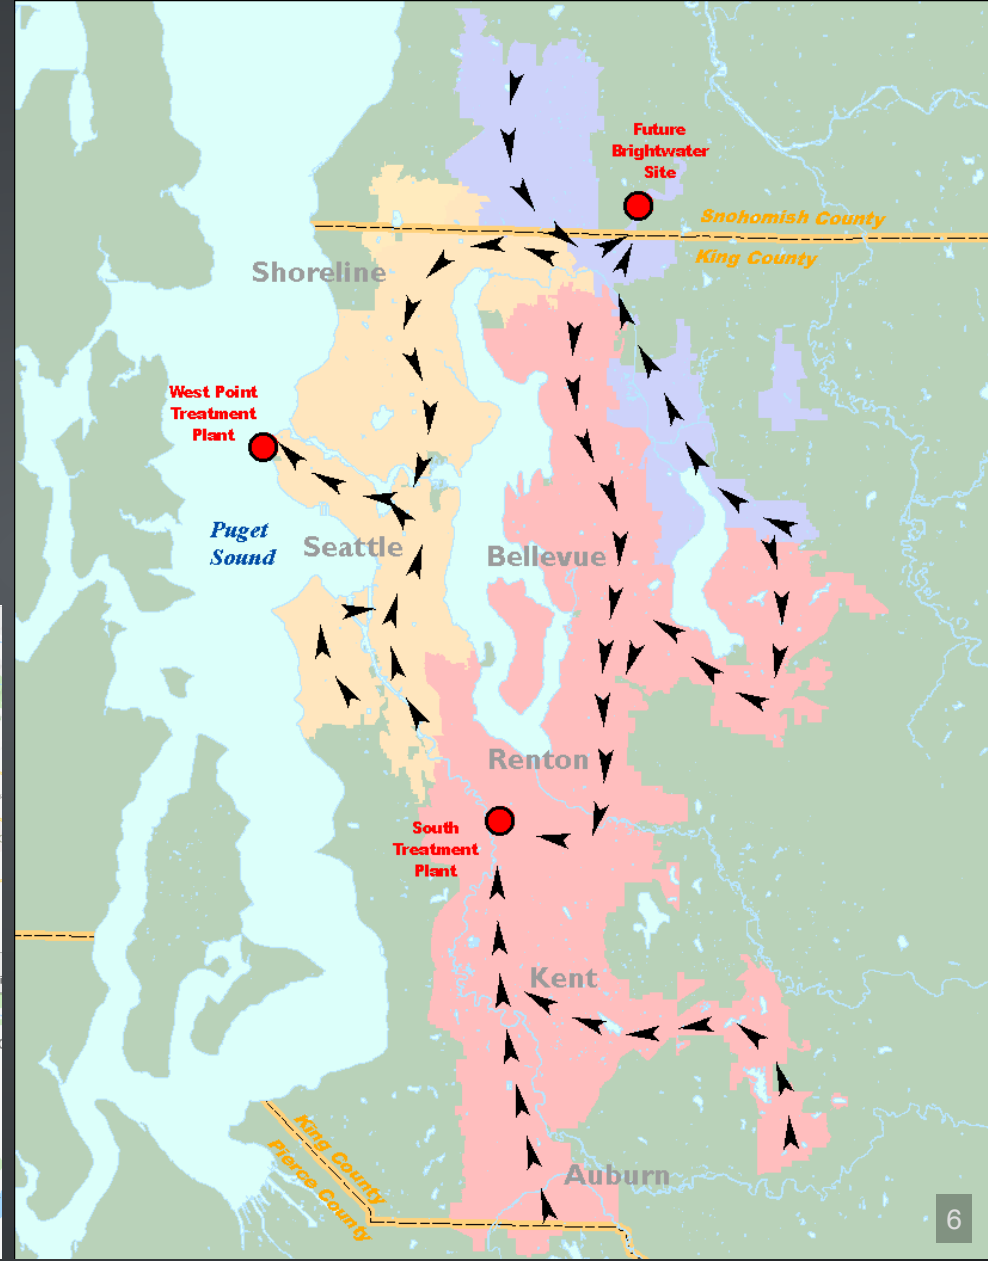 Future
Brightwater
Site
Snohomish County
King County
Shoreline
West Point
Treatment
Plant
Puget
Sound
Seattle
Bellevue
Renton
South
Treatment
Plant
Kent
King County
Pierce County
Auburn
6